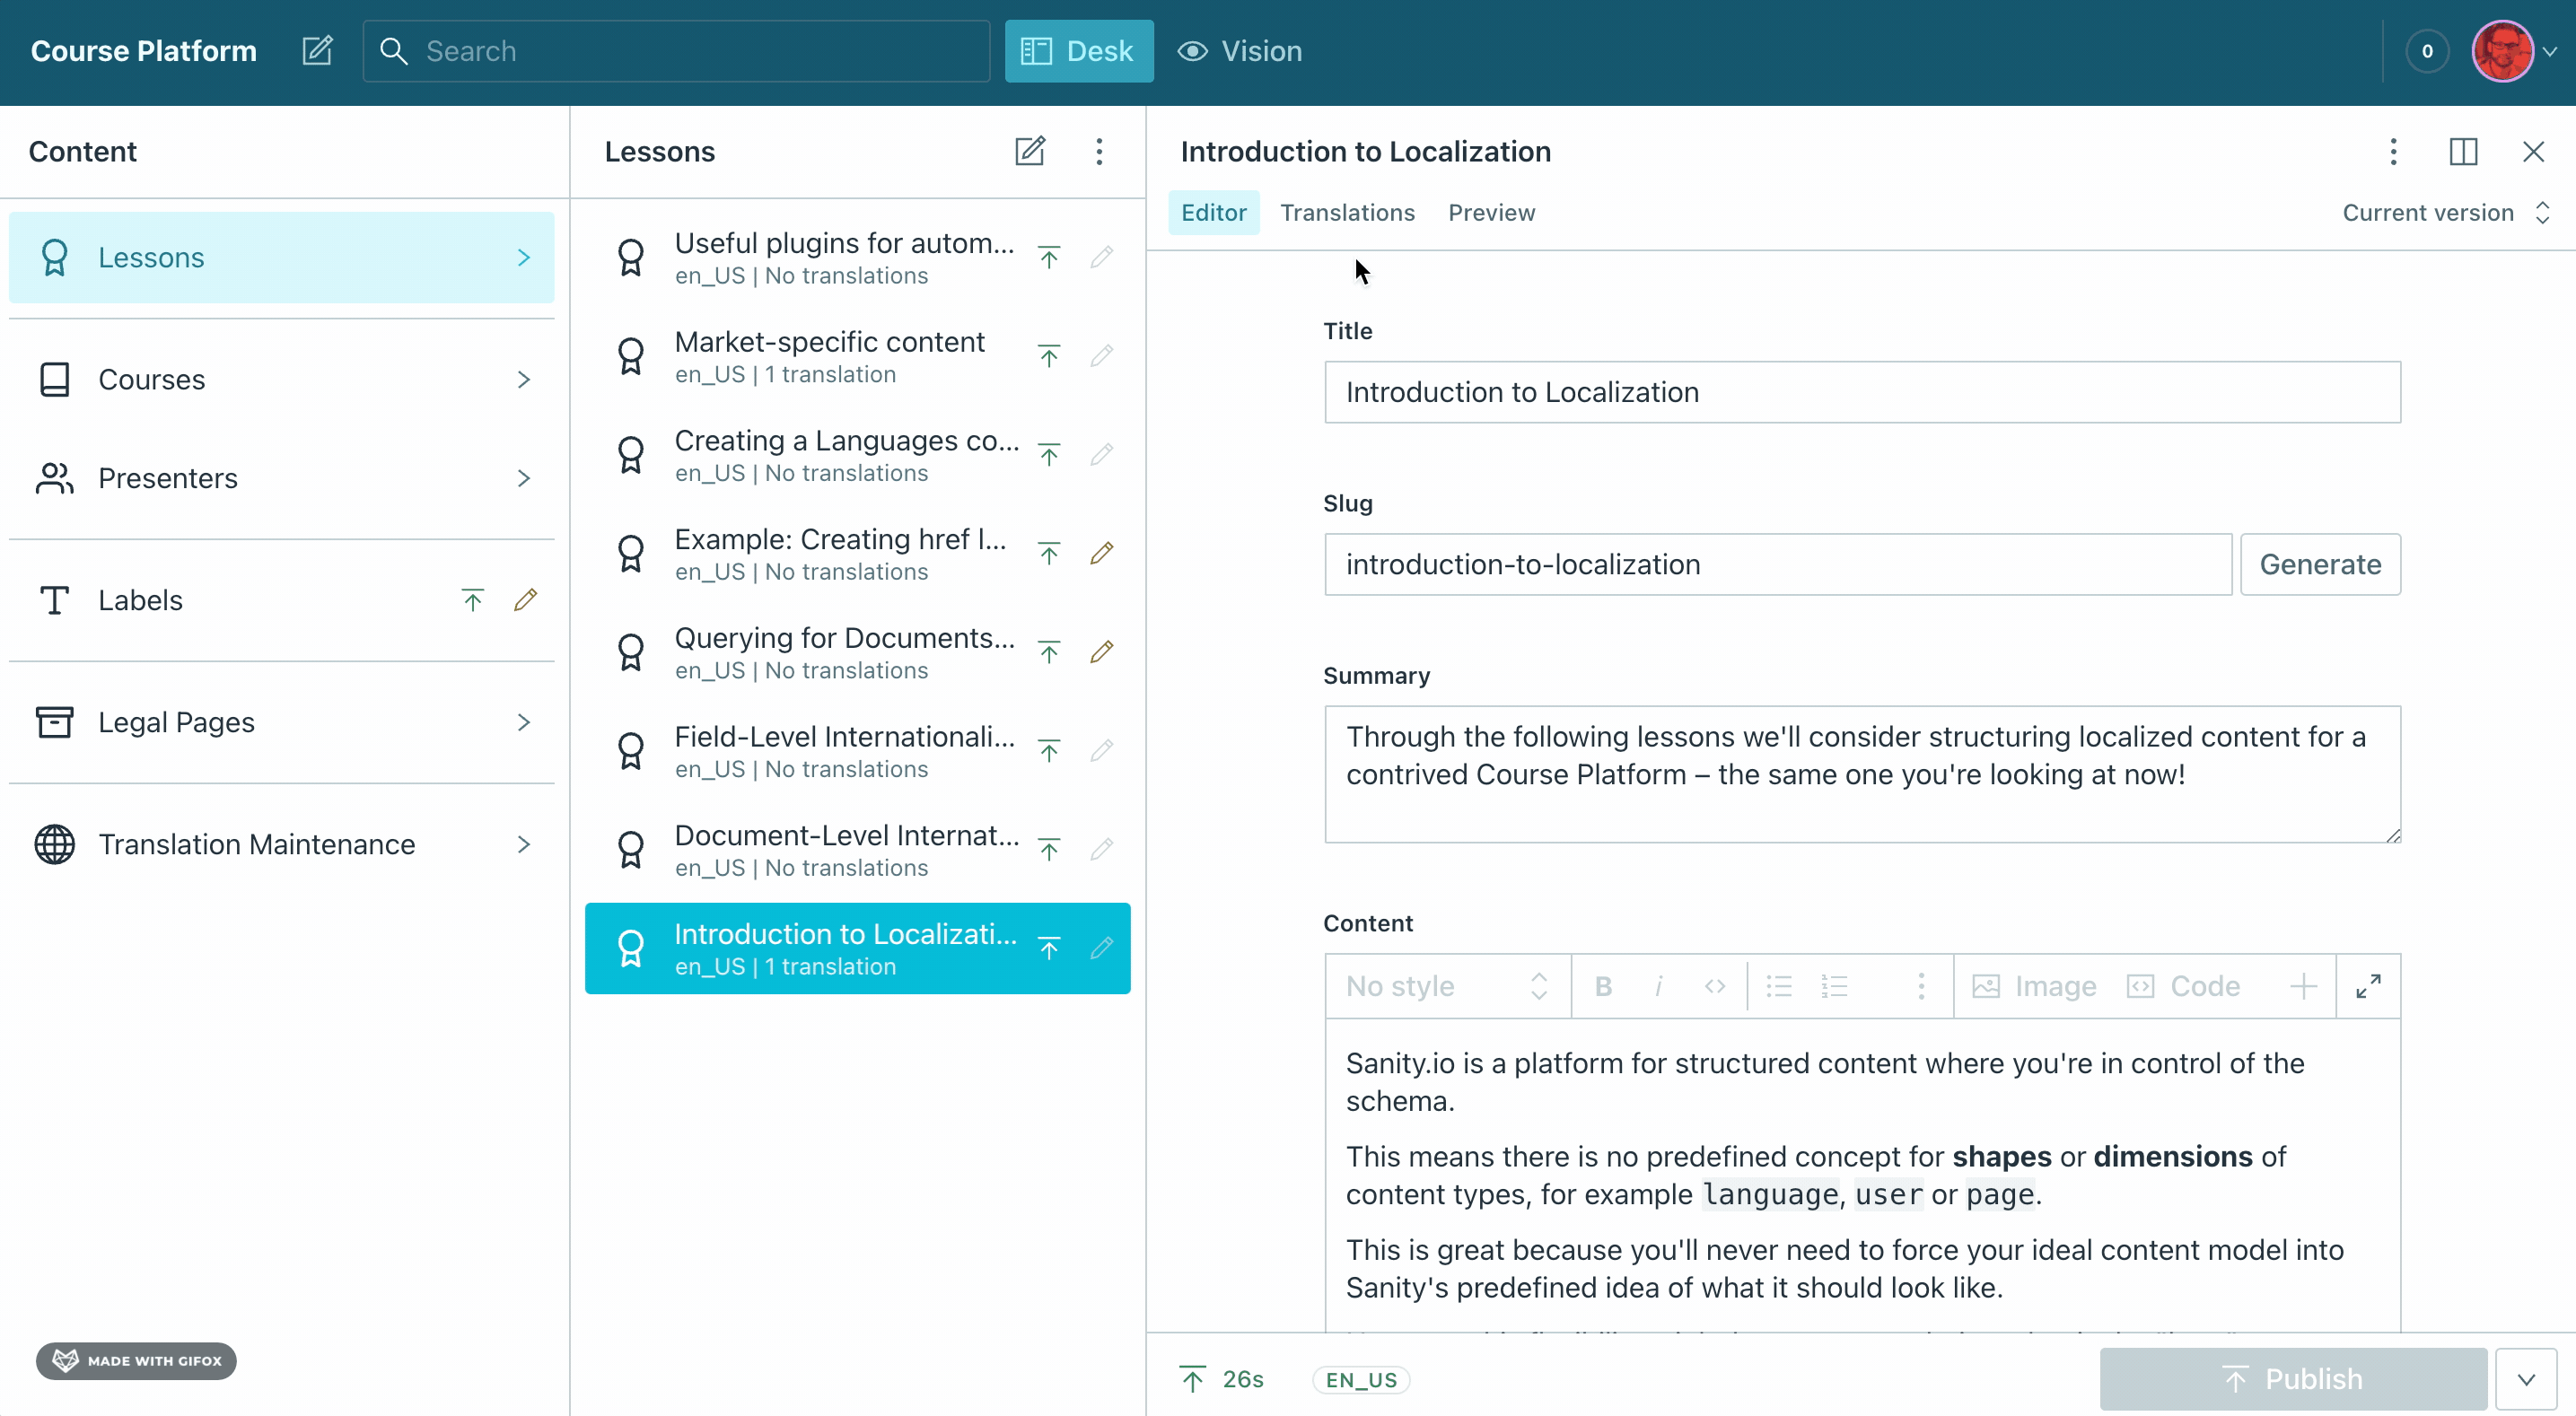 Course Platform
Search
Desk
Vision
0
Content
Lessons
Courses
Presenters
Labels
Legal Pages
Translation Maintenance
MADE WITH GIFOX
Lessons
Useful plugins for autom...
en_US | No translations
Market-specific content
en_US | 1 translation
Creating a Languages co...
en_US | No translations
Example: Creating href l...
en_US | No translations
Querying for Documents...
en_US | No translations
Field-Level Internationali...
en_US | No translations
Document-Level Internat...
en_US | No translations
Introduction to Localizati...
en_US | 1 translation
Introduction to Localization
Editor Translations Preview
Current version
Title
Introduction to Localization
Slug
introduction-to-localization
Generate
Summary
Through the following lessons we'll consider structuring localized content for a
contrived Course Platform – the same one you're looking at now!
Content
No style B i <> Image Code
Sanity.io is a platform for structured content where you're in control of the
schema.
This means there is no predefined concept for shapes or dimensions of
content types, for example language, user or page.
This is great because you'll never need to force your ideal content model into
Sanity's predefined idea of what it should look like.
26s
EN_US
Publish